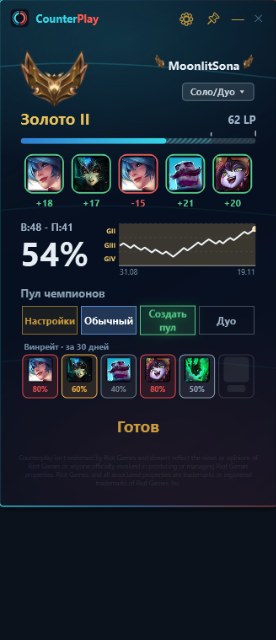 CounterPlay
MoonlitSona
Соло/Дуо
Золото II
62 LP
+18 +17 -15 +21 +20
В:48 - П:41
54%
GII
GIII
GIV
31.08 19.11
Пул чемпионов
Настройки Обычный Создать пул Дуо
Винрейт - за 30 дней
80% 60% 40% 80% 50%
Готов